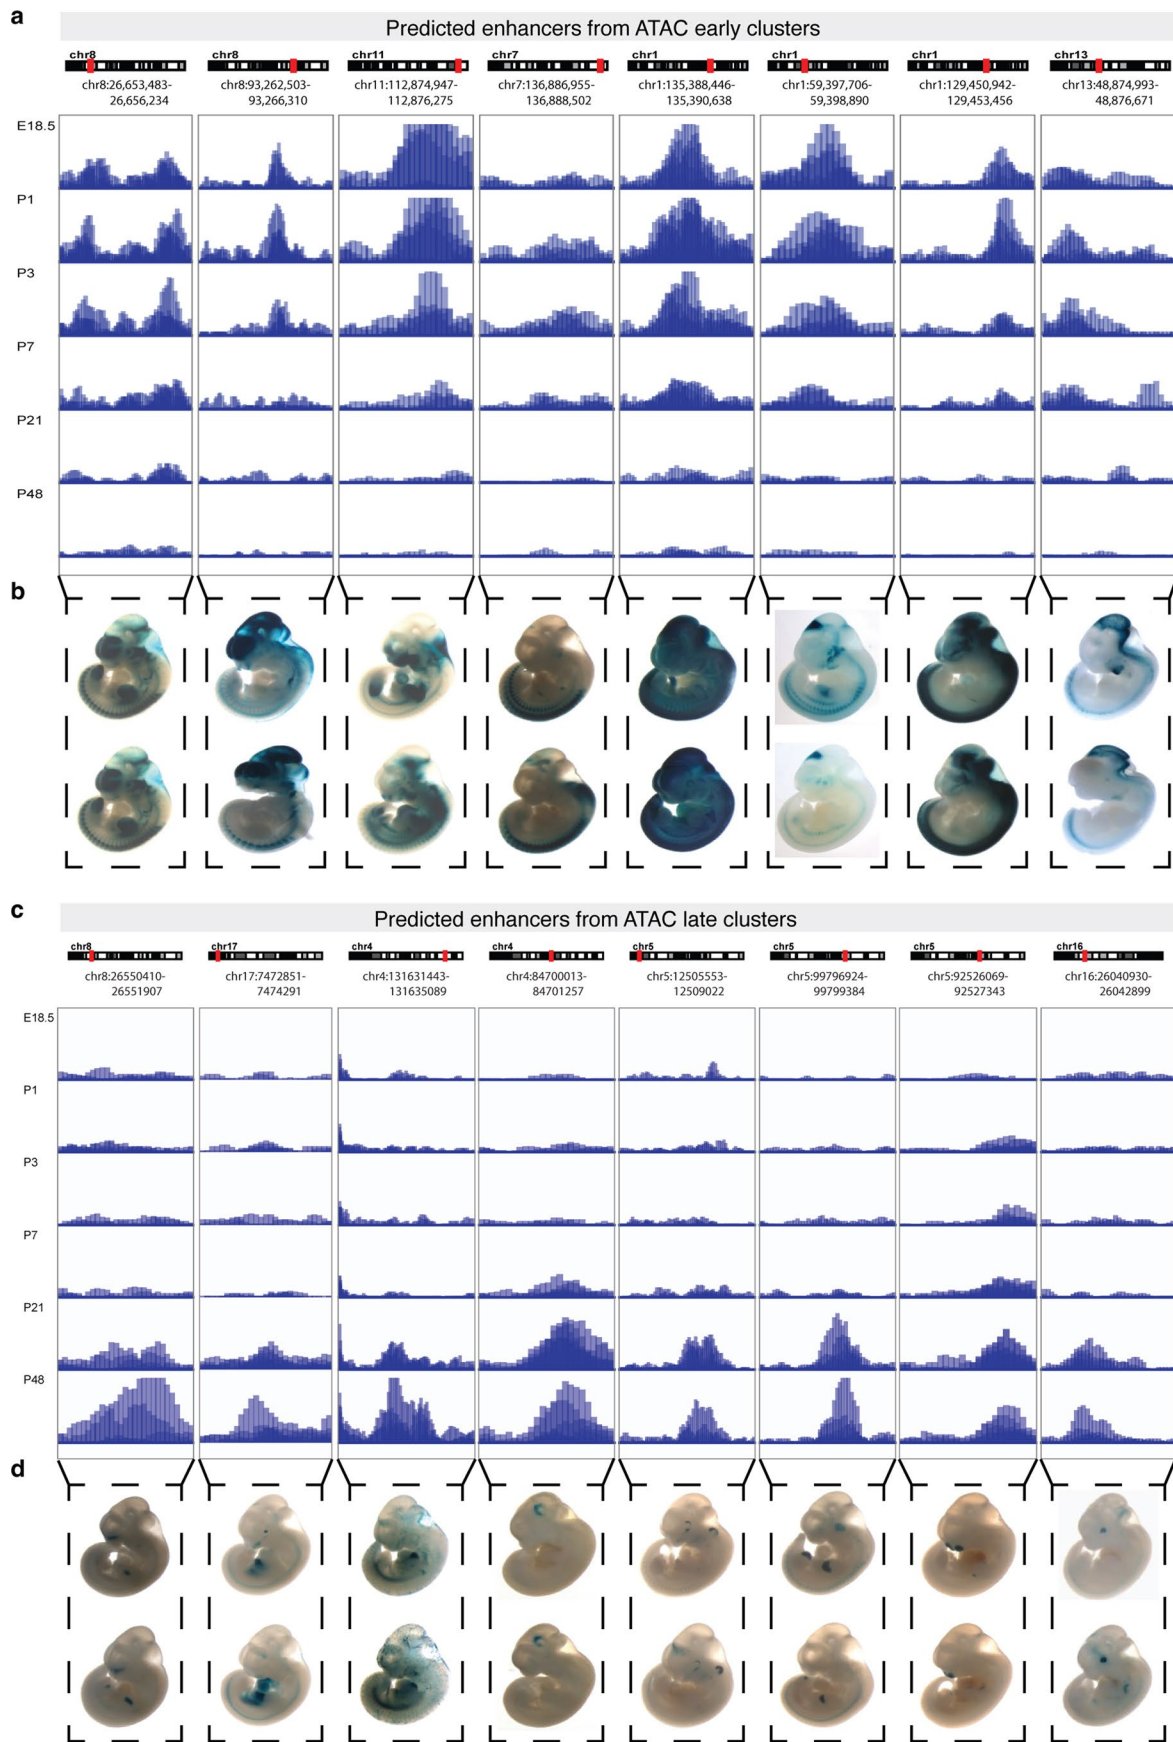 a
Predicted enhancers from ATAC early clusters
chr8 chr8 chr11 chr7 chr1 chr1 chr1 chr13
chr8:26,653,483- chr8:93,262,503- chr11:112,874,947- chr7:136,886,955- chr1:135,388,446- chr1:59,397,706- chr1:129,450,942- chr13:48,874,993-
26,656,234 93,266,310 112,876,275 136,888,502 135,390,638 59,398,890 129,453,456 48,876,671
E18.5
P1
P3
P7
P21
P48
b
c
Predicted enhancers from ATAC late clusters
chr8 chr17 chr4 chr4 chr5 chr5 chr5 chr16
chr8:26550410- chr17:7472851- chr4:131631443- chr4:84700013- chr5:12505553- chr5:99796924- chr5:92526069- chr16:26040930-
26551907 7474291 131635089 84701257 12509022 99799384 92527343 26042899
E18.5
P1
P3
P7
P21
P48
d